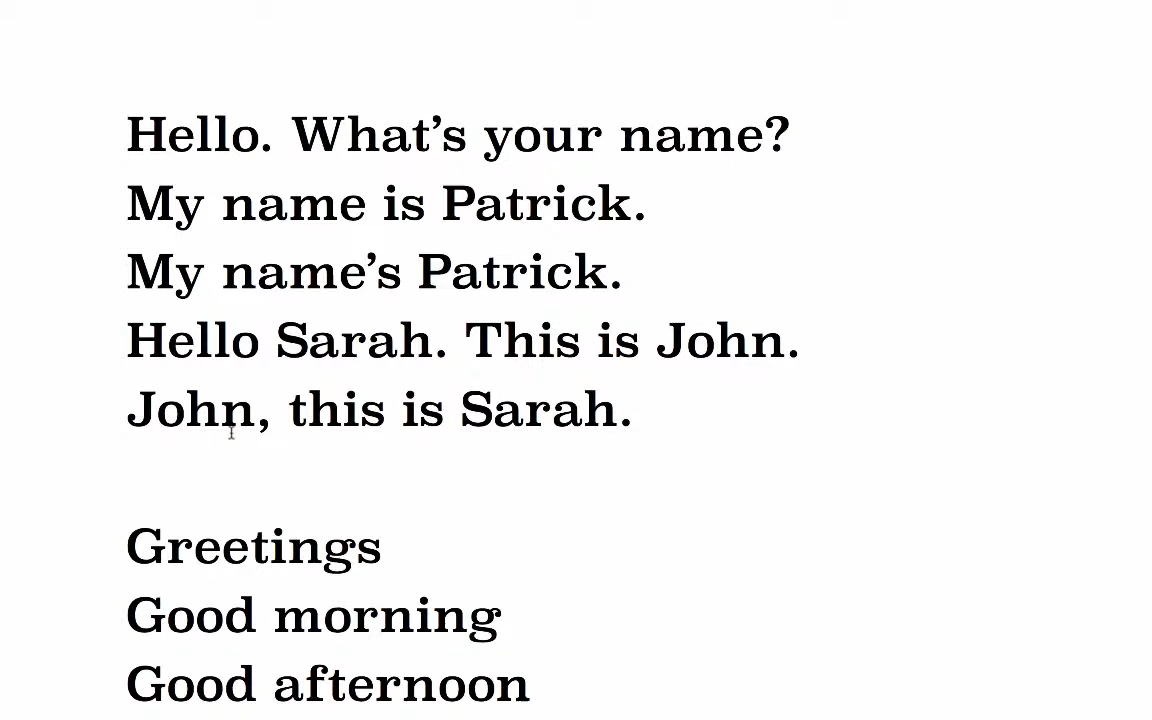 Hello. What’s your name?
My name is Patrick.
My name’s Patrick.
Hello Sarah. This is John.
John, this is Sarah.
Greetings
Good morning
Good afternoon